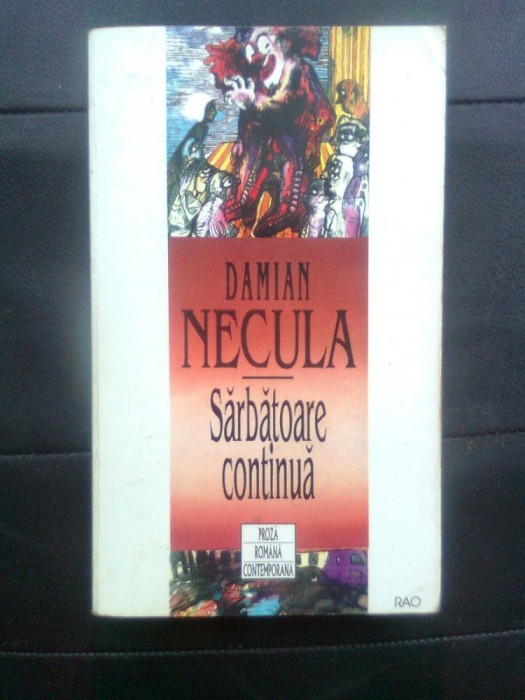 DAMIAN
NECULA
Sărbătoare
continuă
PROZĂ
ROMÂNĂ
CONTEMPORANĂ
RAO